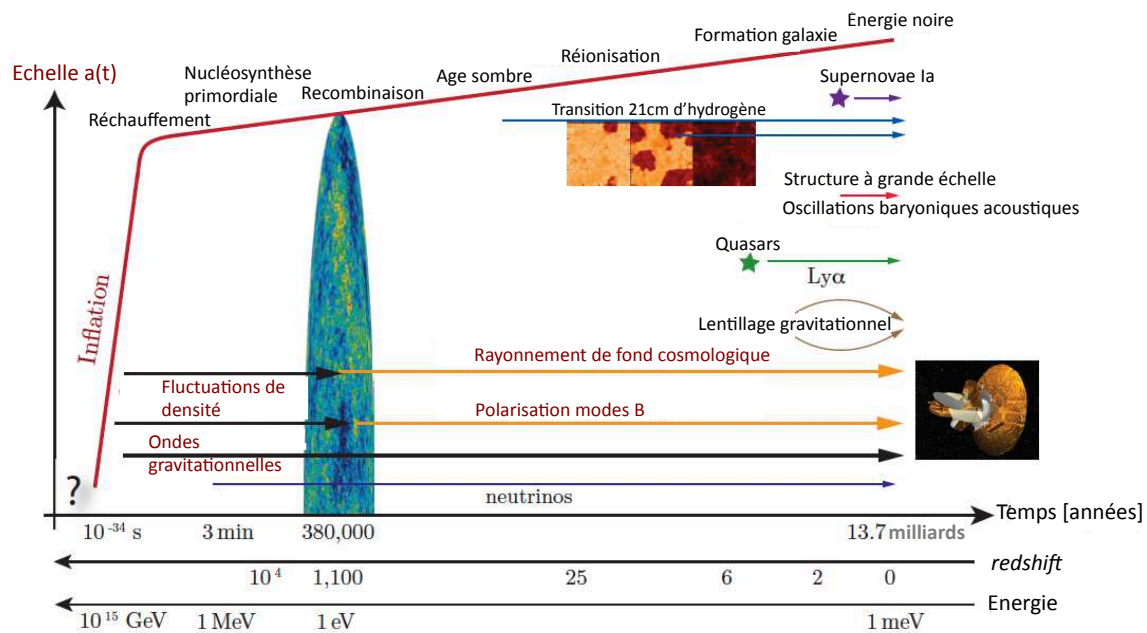 Énergie noire
Formation galaxie
Réionisation
Echelle a(t)
Nucléosynthèse
primordiale
Age sombre
Recombinaison
Supernovae Ia
Réchauffement
Transition 21cm d'hydrogène
Structure à grande échelle
Oscillations baryoniques acoustiques
Quasars
Lyα
Inflation
Lentillage gravitationnel
Rayonnement de fond cosmologique
Fluctuations de
densité
Polarisation modes B
Ondes
gravitationnelles
?
neutrinos
Temps [années]
10⁻³⁴ s 3 min 380,000 13.7 milliards
redshift
10⁴ 1,100 25 6 2 0
Energie
10¹⁵ GeV 1 MeV 1 eV 1 meV